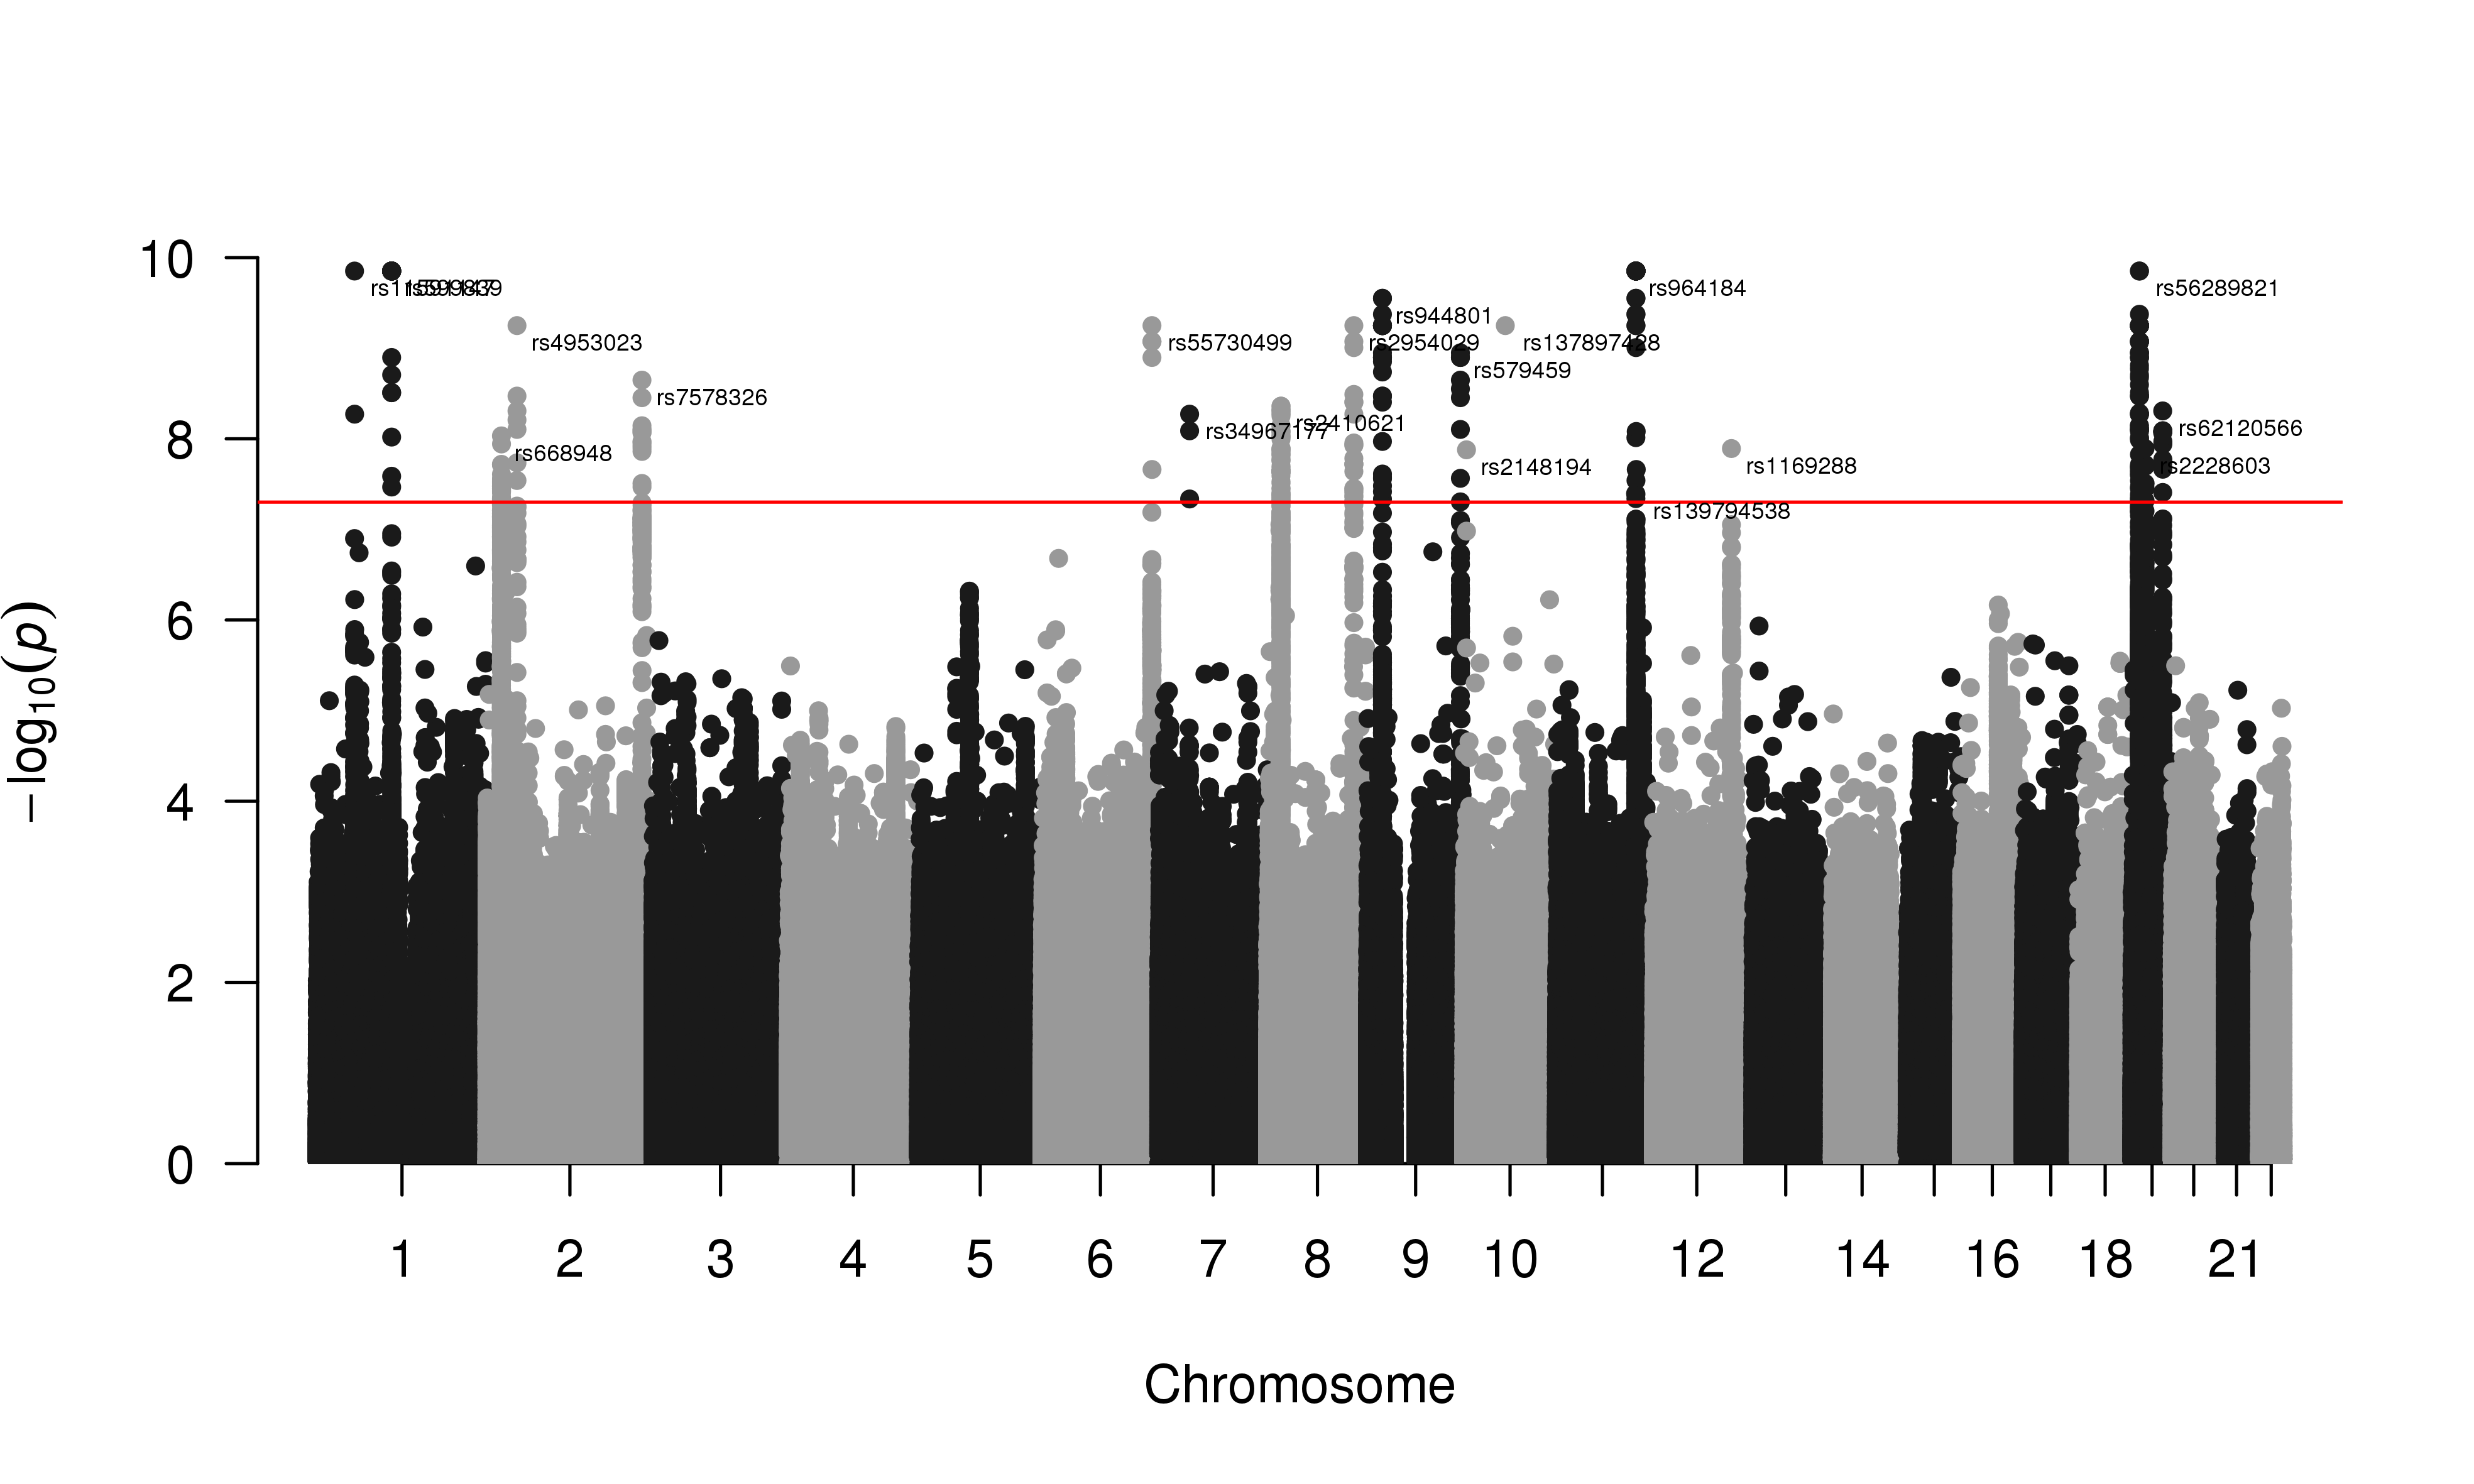 10
rs964184
rs56289821
rs944801
rs4953023
rs55730499
rs2954029
rs137897428
rs579459
rs7578326
8
rs34967177
rs2410621
rs62120566
rs668948
rs2148194
rs1169288
rs2228603
rs139794538
6
−log10(p)
4
2
0
1 2 3 4 5 6 7 8 9 10 12 14 16 18 21
Chromosome